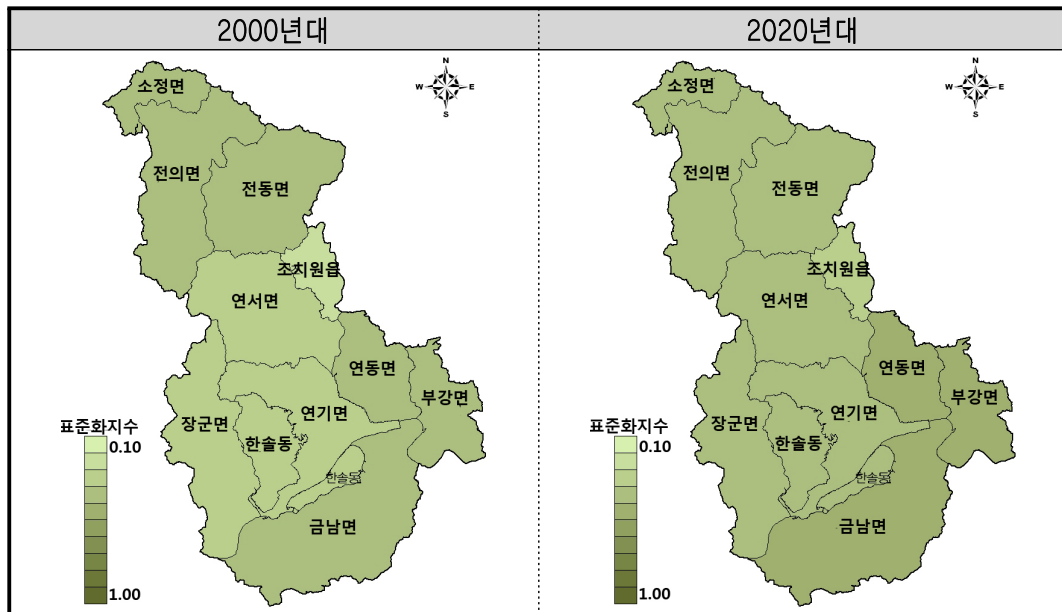 2000년대
2020년대
N
W E
S
소정면
전의면
전동면
조치원읍
연서면
연동면
부강면
연기면
장군면
한솔동
한솔동
금남면
표준화지수
0.10
1.00
N
W E
S
소정면
전의면
전동면
조치원읍
연서면
연동면
부강면
연기면
장군면
한솔동
한솔동
금남면
표준화지수
0.10
1.00